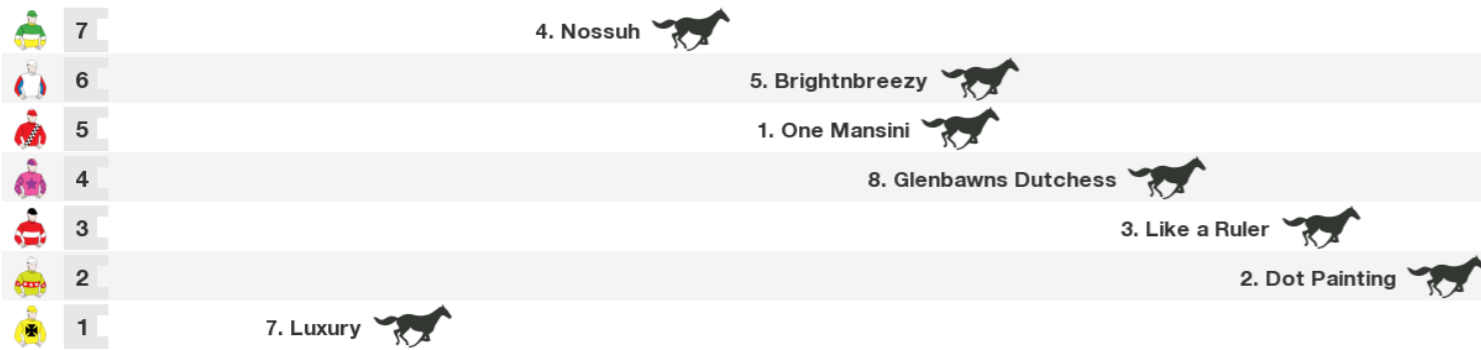 7 4. Nossuh
6 5. Brightnbreezy
5 1. One Mansini
4 8. Glenbawns Dutchess
3 3. Like a Ruler
2 2. Dot Painting
1 7. Luxury